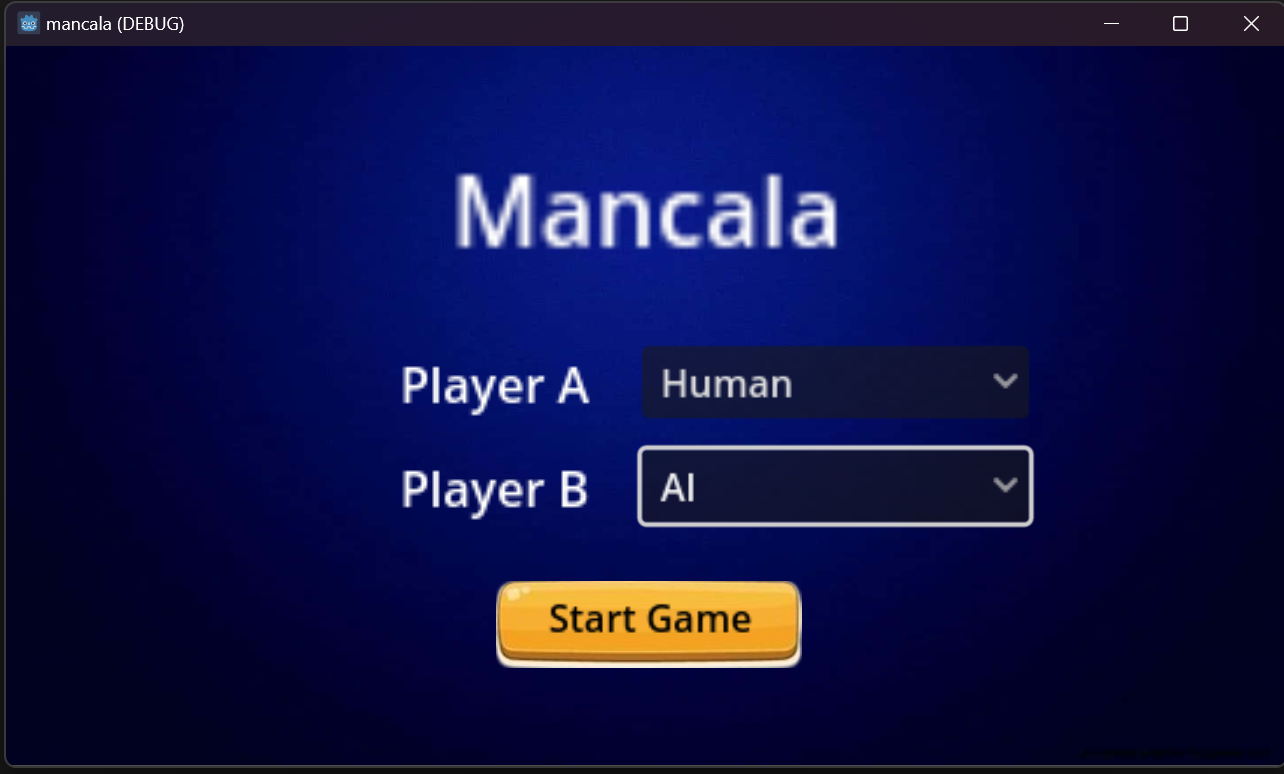 mancala (DEBUG)
Mancala
Player A Human
Player B AI
Start Game